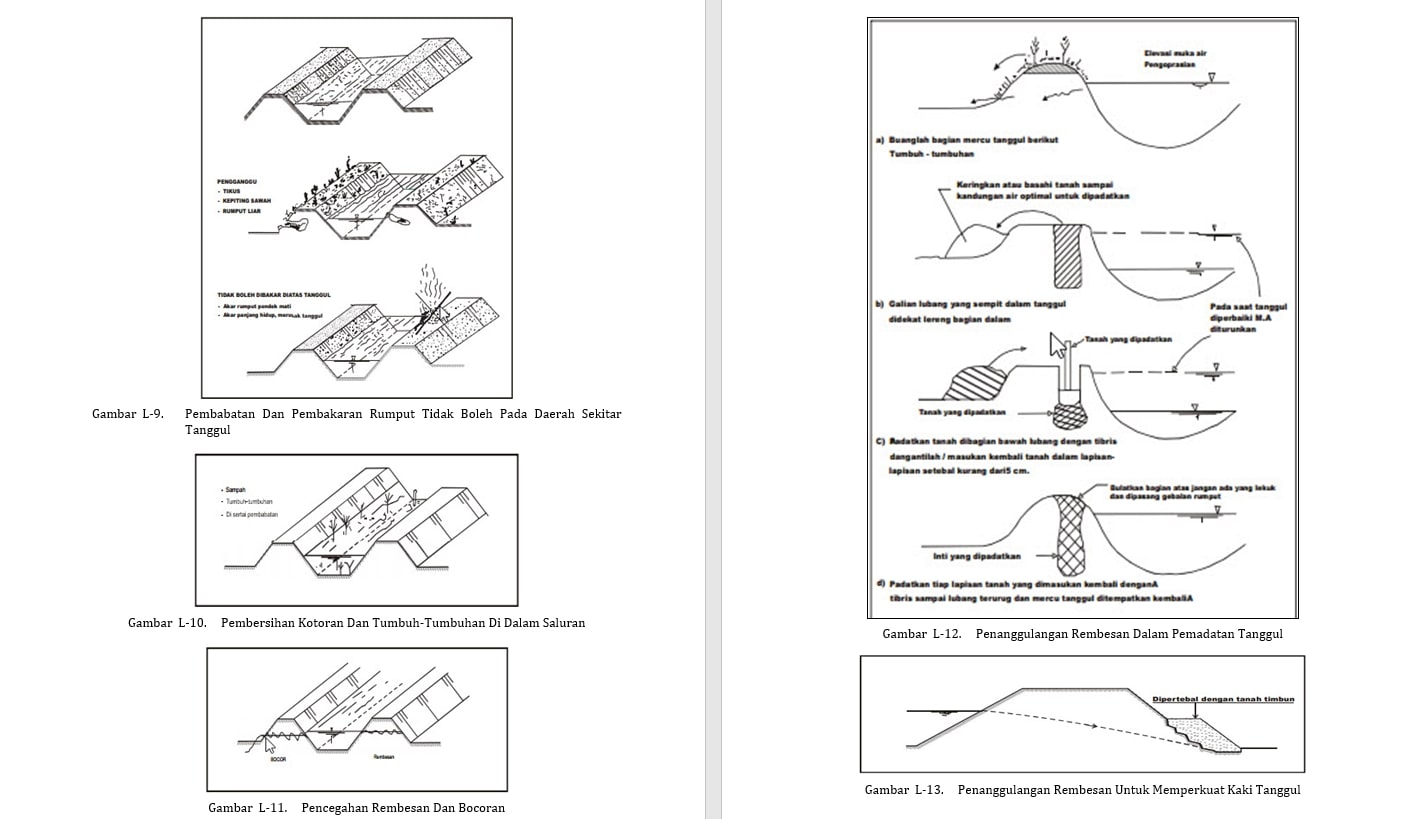 PENGGANGGU
- TIKUS
- KEPITING SAWAH
- RUMPUT LIAR
TIDAK BOLEH DIBAKAR DIATAS TANGGUL
- Akar rumput pendek mati
- Akar panjang hidup, merusak tanggul
Gambar L-9. Pembabatan Dan Pembakaran Rumput Tidak Boleh Pada Daerah Sekitar
Tanggul
- Sampah
- Tumbuh-tumbuhan
- Di sertai pembabatan
Gambar L-10. Pembersihan Kotoran Dan Tumbuh-Tumbuhan Di Dalam Saluran
BOCOR
Rembesan
Gambar L-11. Pencegahan Rembesan Dan Bocoran
Elevasi muka air
Pengoprasian
a) Buanglah bagian mercu tanggul berikut
Tumbuh - tumbuhan
Keringkan atau basahi tanah sampai
kandungan air optimal untuk dipadatkan
b) Galian lubang yang sempit dalam tanggul
didekat lereng bagian dalam
Pada saat tanggul
diperbaiki M.A
diturunkan
Tanah yang dipadatkan
Tanah yang dipadatkan
C) Radatkan tanah dibagian bawah lubang dengan tibris
dangantilah / masukan kembali tanah dalam lapisan-
lapisan setebal kurang dari5 cm.
Bulatkan bagian atas jangan ada yang lekuk
dan dipasang gebalan rumput
Inti yang dipadatkan
d) Padatkan tiap lapisan tanah yang dimasukan kembali denganA
tibris sampai lubang terurug dan mercu tanggul ditempatkan kembaliA
Gambar L-12. Penanggulangan Rembesan Dalam Pemadatan Tanggul
Dipertebal dengan tanah timbun
Gambar L-13. Penanggulangan Rembesan Untuk Memperkuat Kaki Tanggul